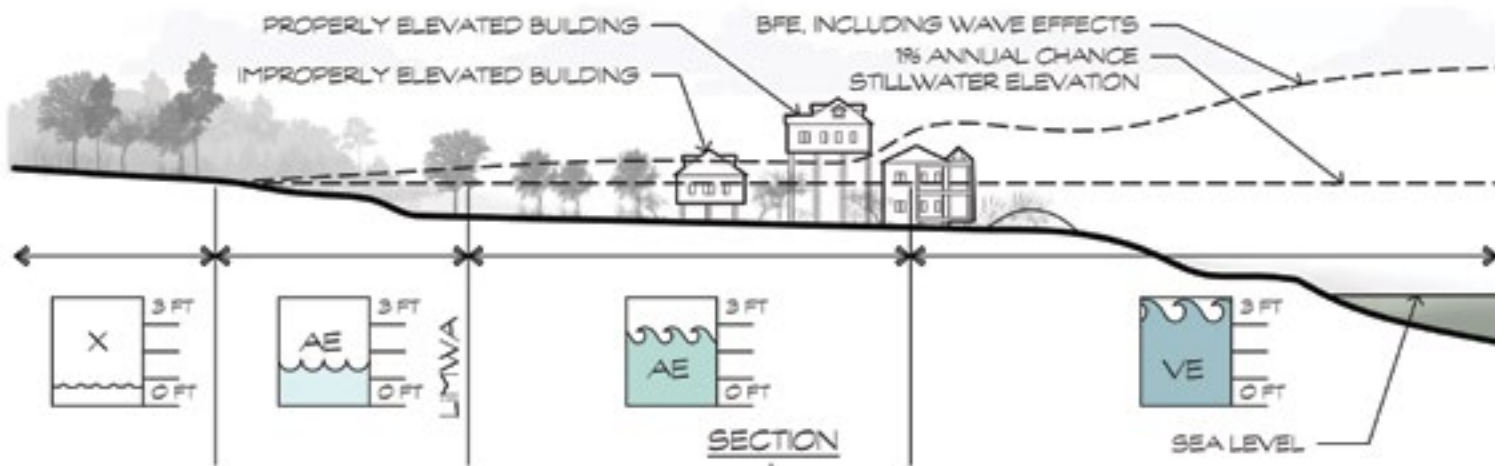 PROPERLY ELEVATED BUILDING
IMPROPERLY ELEVATED BUILDING
BFE, INCLUDING WAVE EFFECTS
1% ANNUAL CHANCE
STILLWATER ELEVATION
3 FT
X
0 FT
3 FT
AE
0 FT
LIMWA
3 FT
AE
0 FT
3 FT
VE
0 FT
SECTION
SEA LEVEL